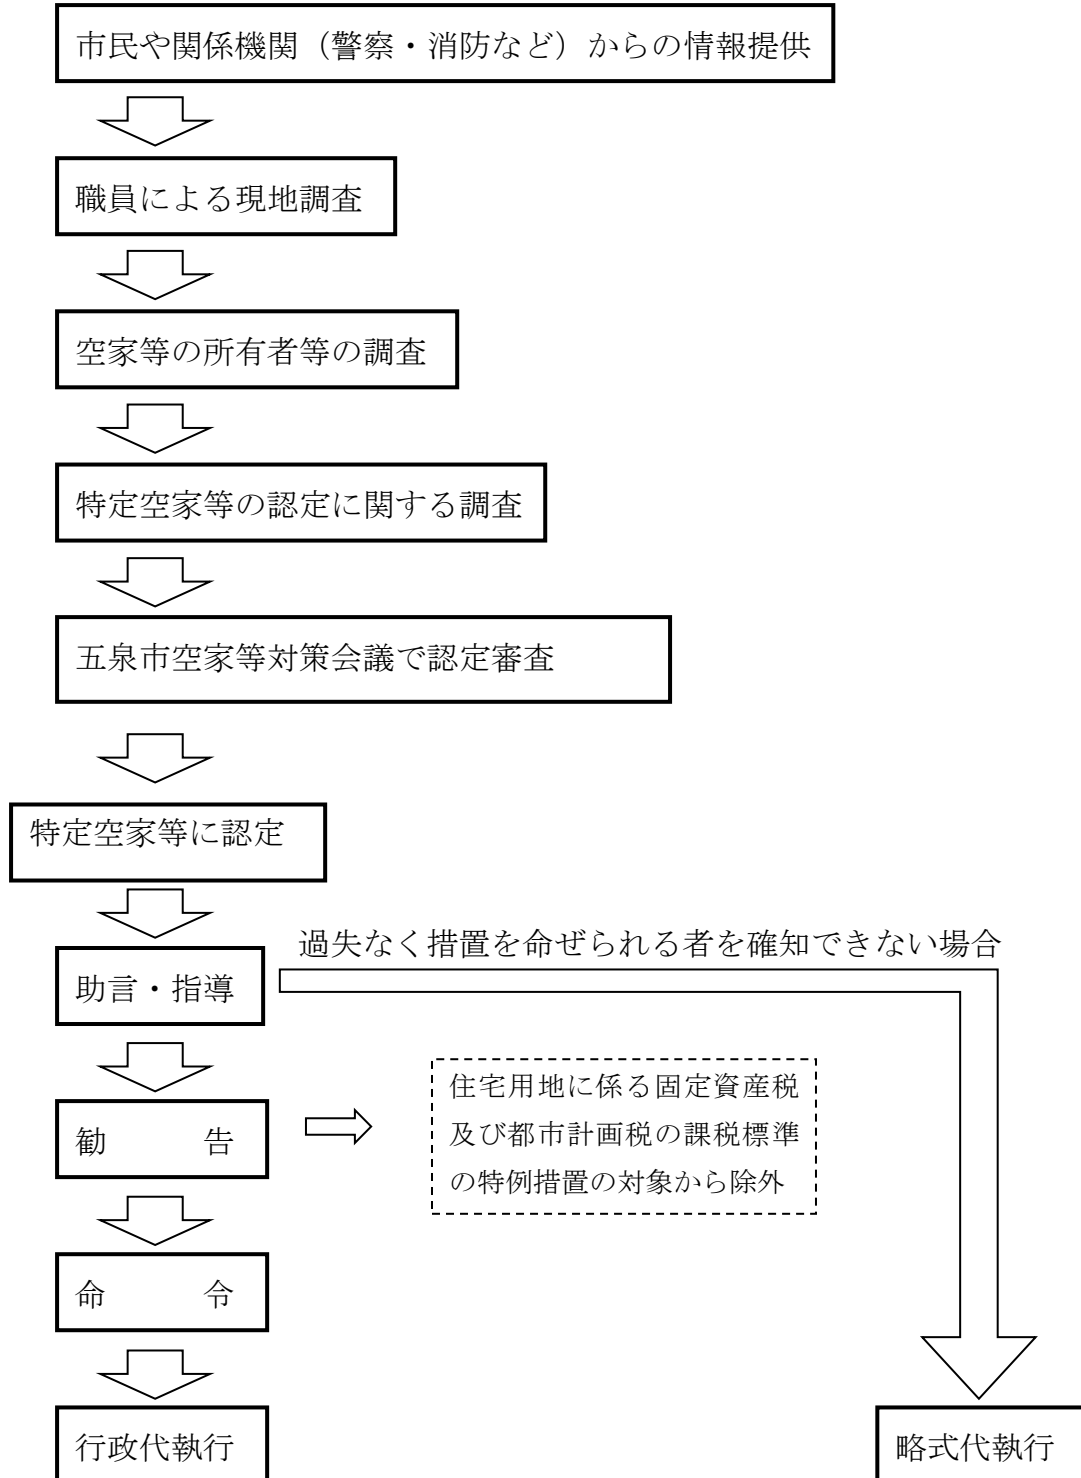 市民や関係機関（警察・消防など）からの情報提供
職員による現地調査
空家等の所有者等の調査
特定空家等の認定に関する調査
五泉市空家等対策会議で認定審査
特定空家等に認定
過失なく措置を命ぜられる者を確知できない場合
助言・指導
住宅用地に係る固定資産税
及び都市計画税の課税標準
の特例措置の対象から除外
勧　　　告
命　　　令
行政代執行
略式代執行